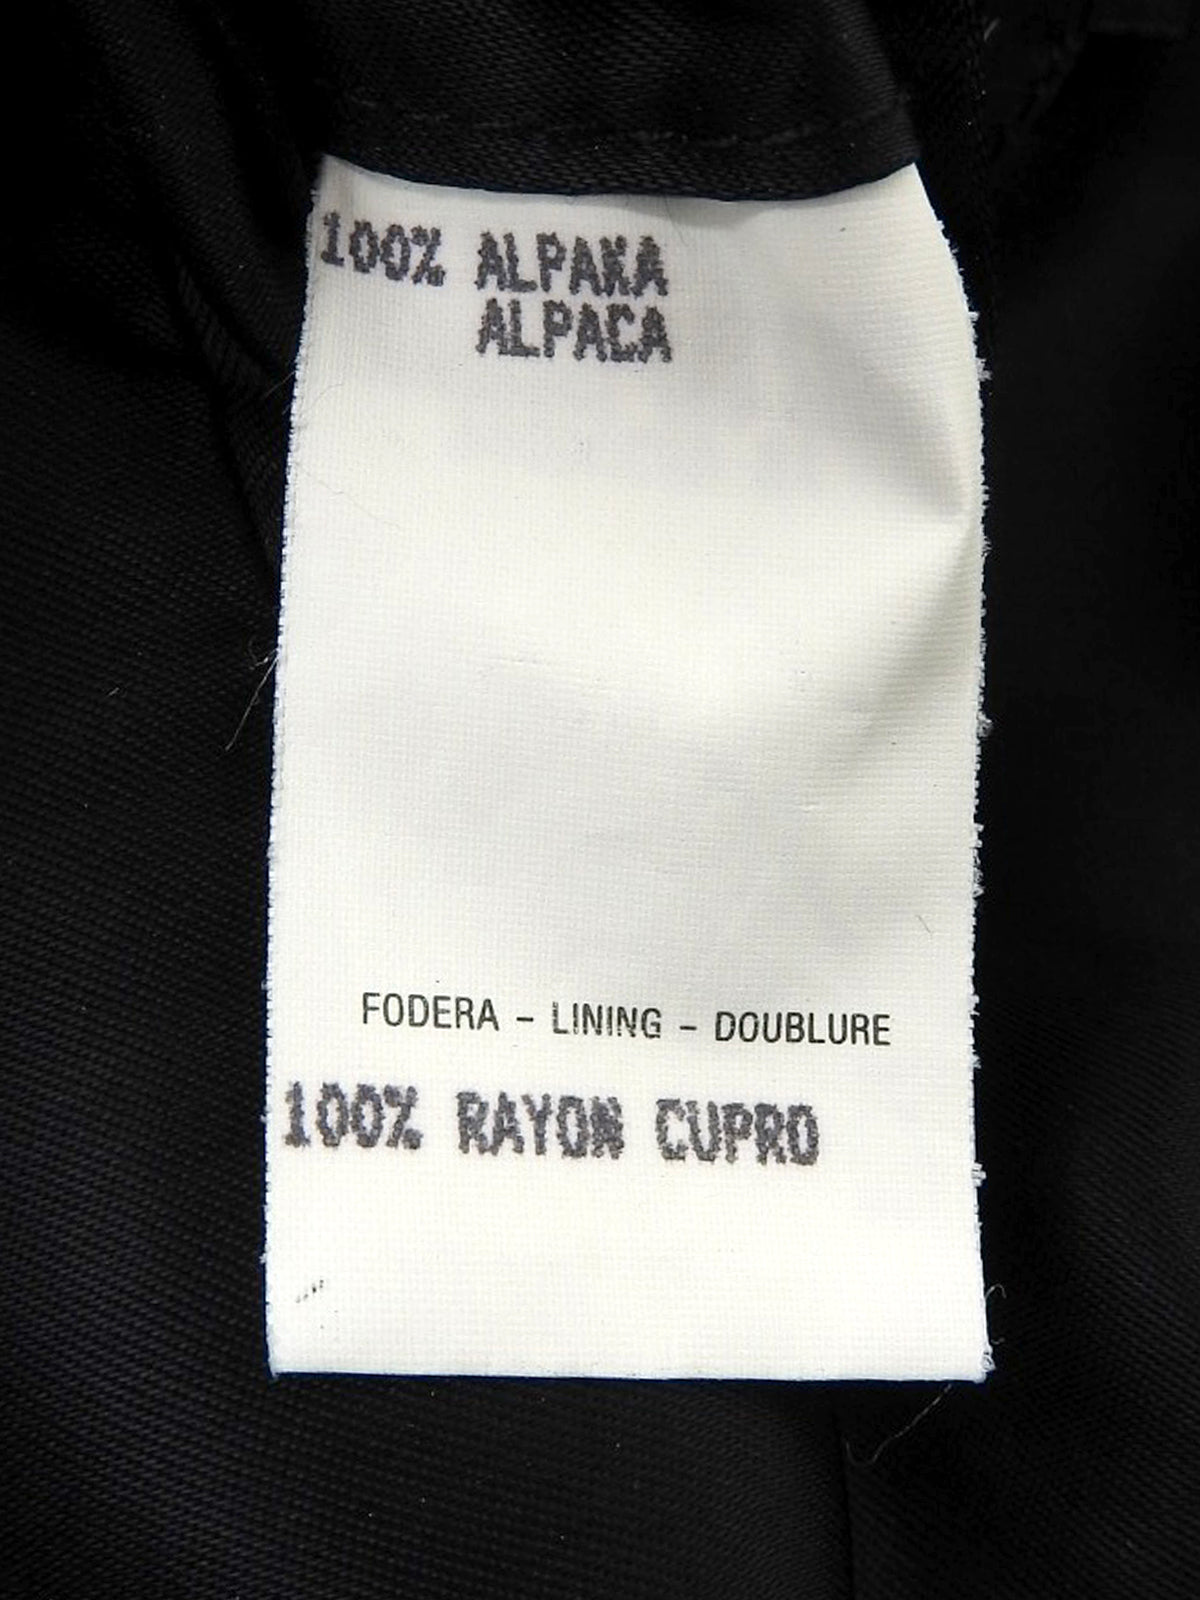 100% ALPAKA
ALPACA
FODERA - LINING - DOUBLURE
100% RAYON CUPRO